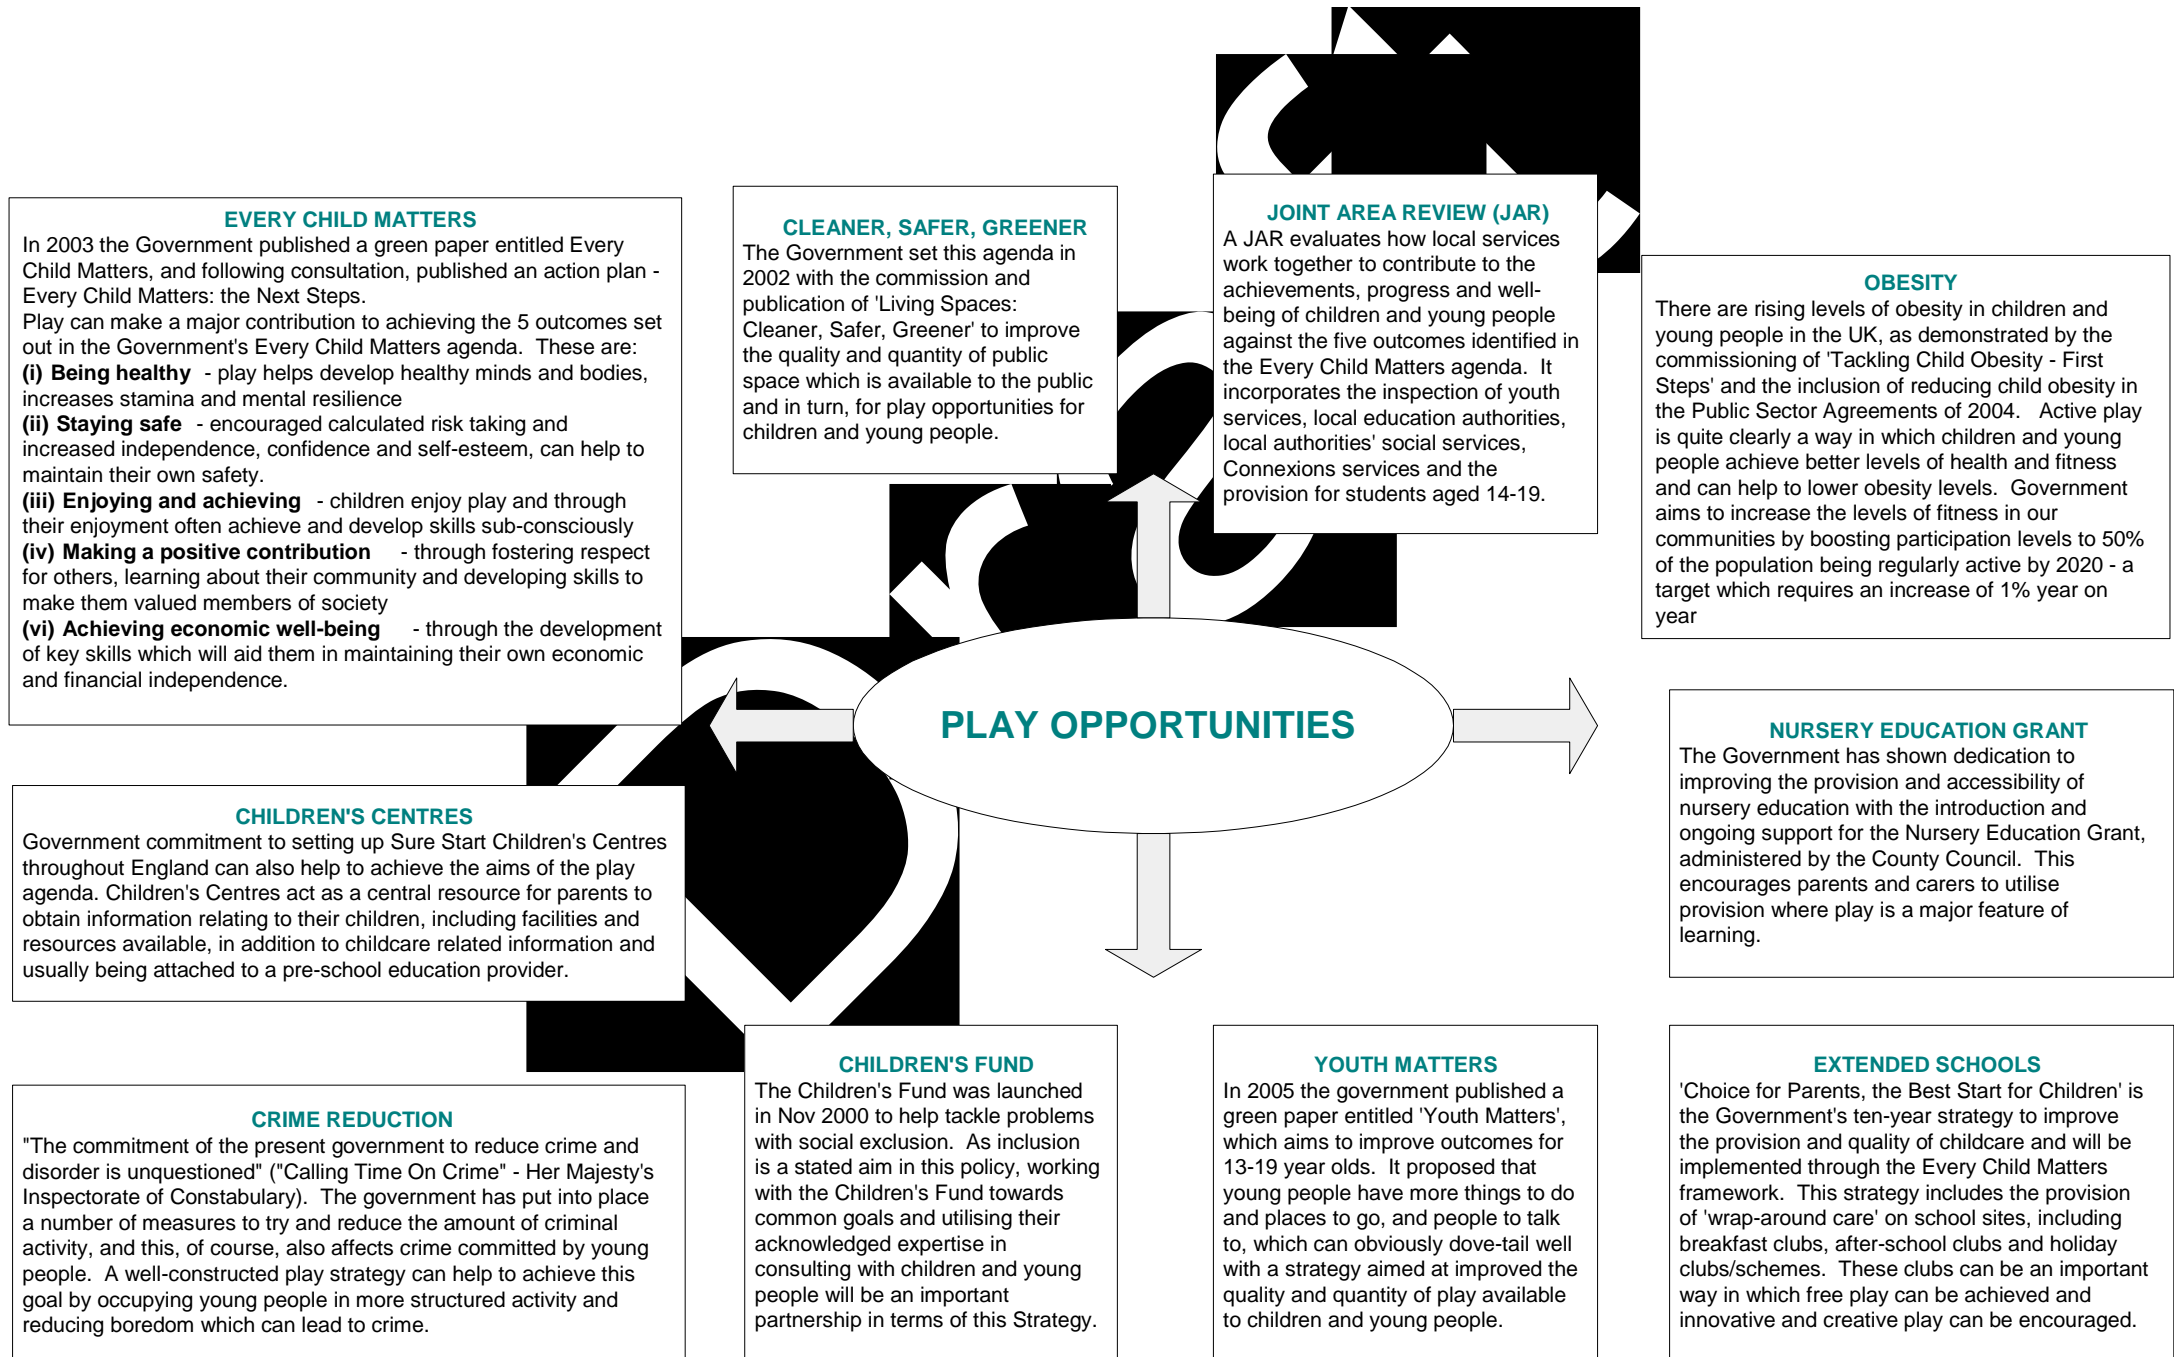 EVERY CHILD MATTERS
In 2003 the Government published a green paper entitled Every
Child Matters, and following consultation, published an action plan -
Every Child Matters: the Next Steps.
Play can make a major contribution to achieving the 5 outcomes set
out in the Government's Every Child Matters agenda.  These are:
(i) Being healthy  - play helps develop healthy minds and bodies,
increases stamina and mental resilience
(ii) Staying safe  - encouraged calculated risk taking and
increased independence, confidence and self-esteem, can help to
maintain their own safety.
(iii) Enjoying and achieving  - children enjoy play and through
their enjoyment often achieve and develop skills sub-consciously
(iv) Making a positive contribution  - through fostering respect
for others, learning about their community and developing skills to
make them valued members of society
(vi) Achieving economic well-being  - through the development
of key skills which will aid them in maintaining their own economic
and financial independence.
CLEANER, SAFER, GREENER
The Government set this agenda in
2002 with the commission and
publication of 'Living Spaces:
Cleaner, Safer, Greener' to improve
the quality and quantity of public
space which is available to the public
and in turn, for play opportunities for
children and young people.
JOINT AREA REVIEW (JAR)
A JAR evaluates how local services
work together to contribute to the
achievements, progress and well-
being of children and young people
against the five outcomes identified in
the Every Child Matters agenda.  It
incorporates the inspection of youth
services, local education authorities,
local authorities' social services,
Connexions services and the
provision for students aged 14-19.
OBESITY
There are rising levels of obesity in children and
young people in the UK, as demonstrated by the
commissioning of 'Tackling Child Obesity - First
Steps' and the inclusion of reducing child obesity in
the Public Sector Agreements of 2004.   Active play
is quite clearly a way in which children and young
people achieve better levels of health and fitness
and can help to lower obesity levels.  Government
aims to increase the levels of fitness in our
communities by boosting participation levels to 50%
of the population being regularly active by 2020 - a
target which requires an increase of 1% year on
year
PLAY OPPORTUNITIES
NURSERY EDUCATION GRANT
The Government has shown dedication to
improving the provision and accessibility of
nursery education with the introduction and
ongoing support for the Nursery Education Grant,
administered by the County Council.  This
encourages parents and carers to utilise
provision where play is a major feature of
learning.
CHILDREN'S CENTRES
Government commitment to setting up Sure Start Children's Centres
throughout England can also help to achieve the aims of the play
agenda. Children's Centres act as a central resource for parents to
obtain information relating to their children, including facilities and
resources available, in addition to childcare related information and
usually being attached to a pre-school education provider.
CRIME REDUCTION
"The commitment of the present government to reduce crime and
disorder is unquestioned" ("Calling Time On Crime" - Her Majesty's
Inspectorate of Constabulary).  The government has put into place
a number of measures to try and reduce the amount of criminal
activity, and this, of course, also affects crime committed by young
people.  A well-constructed play strategy can help to achieve this
goal by occupying young people in more structured activity and
reducing boredom which can lead to crime.
CHILDREN'S FUND
The Children's Fund was launched
in Nov 2000 to help tackle problems
with social exclusion.  As inclusion
is a stated aim in this policy, working
with the Children's Fund towards
common goals and utilising their
acknowledged expertise in
consulting with children and young
people will be an important
partnership in terms of this Strategy.
YOUTH MATTERS
In 2005 the government published a
green paper entitled 'Youth Matters',
which aims to improve outcomes for
13-19 year olds.  It proposed that
young people have more things to do
and places to go, and people to talk
to, which can obviously dove-tail well
with a strategy aimed at improved the
quality and quantity of play available
to children and young people.
EXTENDED SCHOOLS
'Choice for Parents, the Best Start for Children' is
the Government's ten-year strategy to improve
the provision and quality of childcare and will be
implemented through the Every Child Matters
framework.  This strategy includes the provision
of 'wrap-around care' on school sites, including
breakfast clubs, after-school clubs and holiday
clubs/schemes.  These clubs can be an important
way in which free play can be achieved and
innovative and creative play can be encouraged.